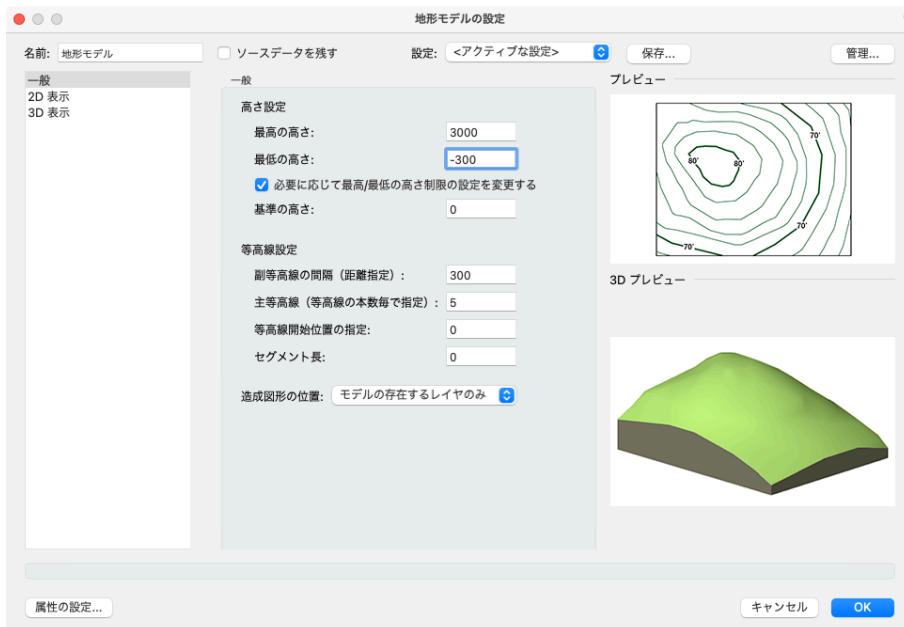 地形モデルの設定
名前: 地形モデル ソースデータを残す 設定: <アクティブな設定> 保存... 管理...
一般
2D 表示
3D 表示
一般
高さ設定
最高の高さ: 3000
最低の高さ: -300
必要に応じて最高/最低の高さ制限の設定を変更する
基準の高さ: 0
等高線設定
副等高線の間隔（距離指定）: 300
主等高線（等高線の本数毎で指定）: 5
等高線開始位置の指定: 0
セグメント長: 0
造成図形の位置: モデルの存在するレイヤのみ
プレビュー
70'
80' 80'
70'
70'
3D プレビュー
属性の設定... キャンセル OK